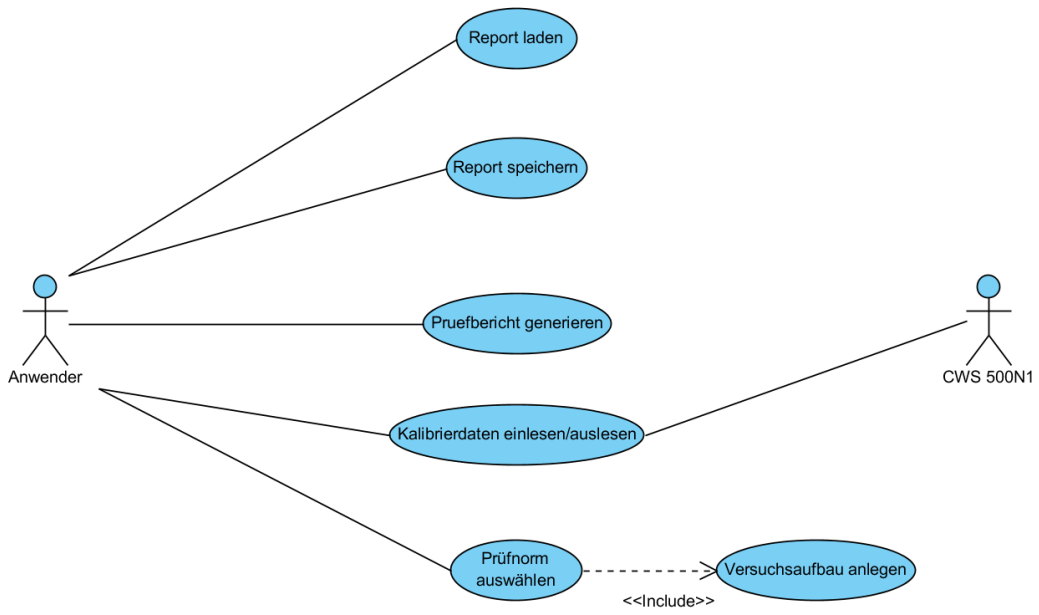 Report laden
Report speichern
Pruefbericht generieren
Anwender
CWS 500N1
Kalibrierdaten einlesen/auslesen
Prüfnorm
auswählen
Versuchsaufbau anlegen
<<Include>>